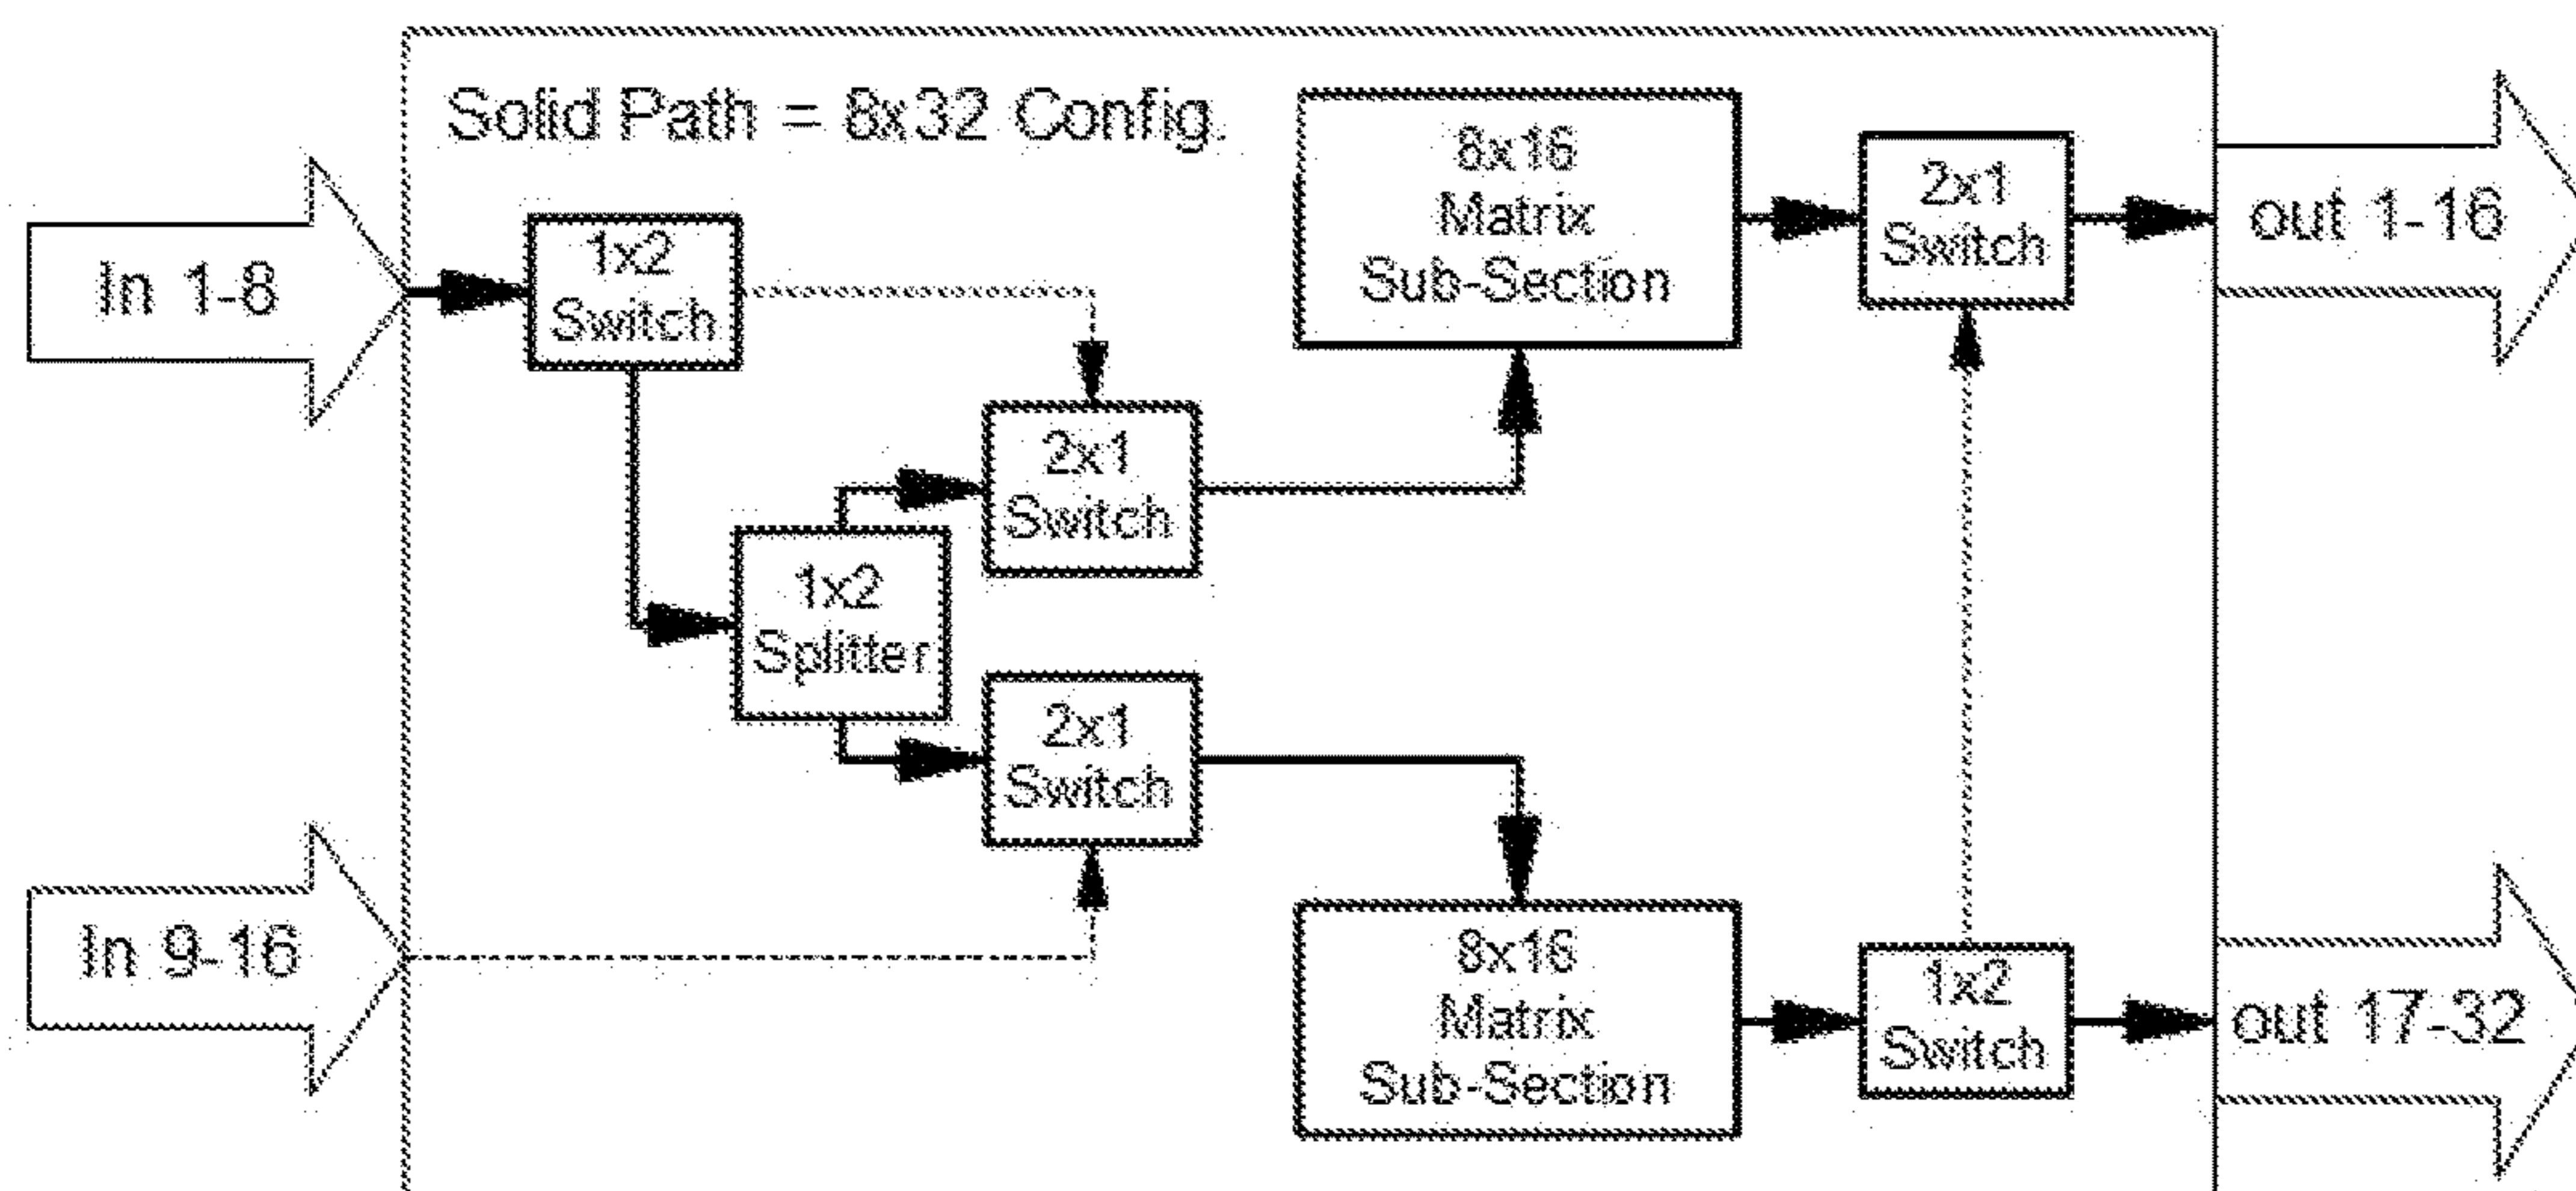 Solid Path = 8x32 Config.
In 1-8
1x2
Switch
8x16
Matrix
Sub-Section
2x1
Switch
out 1-16
2x1
Switch
1x2
Splitter
2x1
Switch
In 9-16
8x16
Matrix
Sub-Section
1x2
Switch
out 17-32